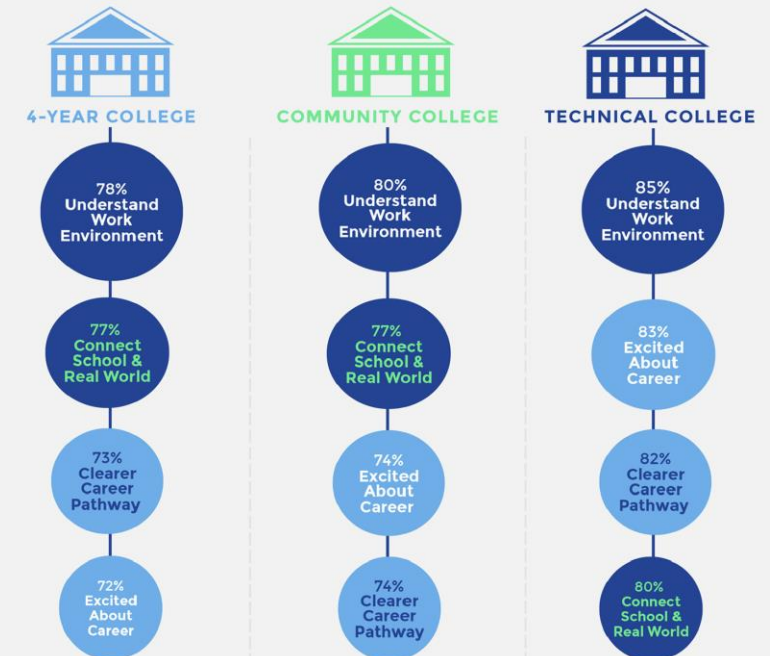 4-YEAR COLLEGE
78%
Understand
Work
Environment
77%
Connect
School &
Real World
73%
Clearer
Career
Pathway
72%
Excited
About
Career
COMMUNITY COLLEGE
80%
Understand
Work
Environment
77%
Connect
School &
Real World
74%
Excited
About
Career
74%
Clearer
Career
Pathway
TECHNICAL COLLEGE
85%
Understand
Work
Environment
83%
Excited
About
Career
82%
Clearer
Career
Pathway
80%
Connect
School &
Real World